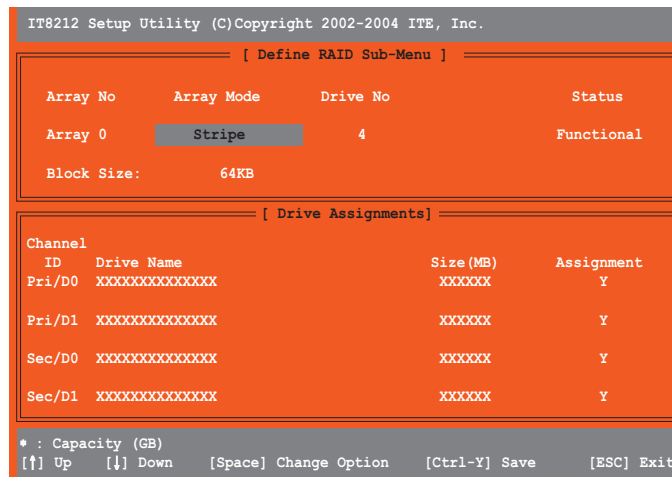 IT8212 Setup Utility (C)Copyright 2002-2004 ITE, Inc.
[ Define RAID Sub-Menu ]
Array No Array Mode Drive No Status
Array 0 Stripe 4 Functional
Block Size: 64KB
[ Drive Assignments]
Channel
ID Drive Name Size(MB) Assignment
Pri/D0 XXXXXXXXXXXXXX XXXXXX Y
Pri/D1 XXXXXXXXXXXXXX XXXXXX Y
Sec/D0 XXXXXXXXXXXXXX XXXXXX Y
Sec/D1 XXXXXXXXXXXXXX XXXXXX Y
* : Capacity (GB)
[↑] Up [↓] Down [Space] Change Option [Ctrl-Y] Save [ESC] Exit